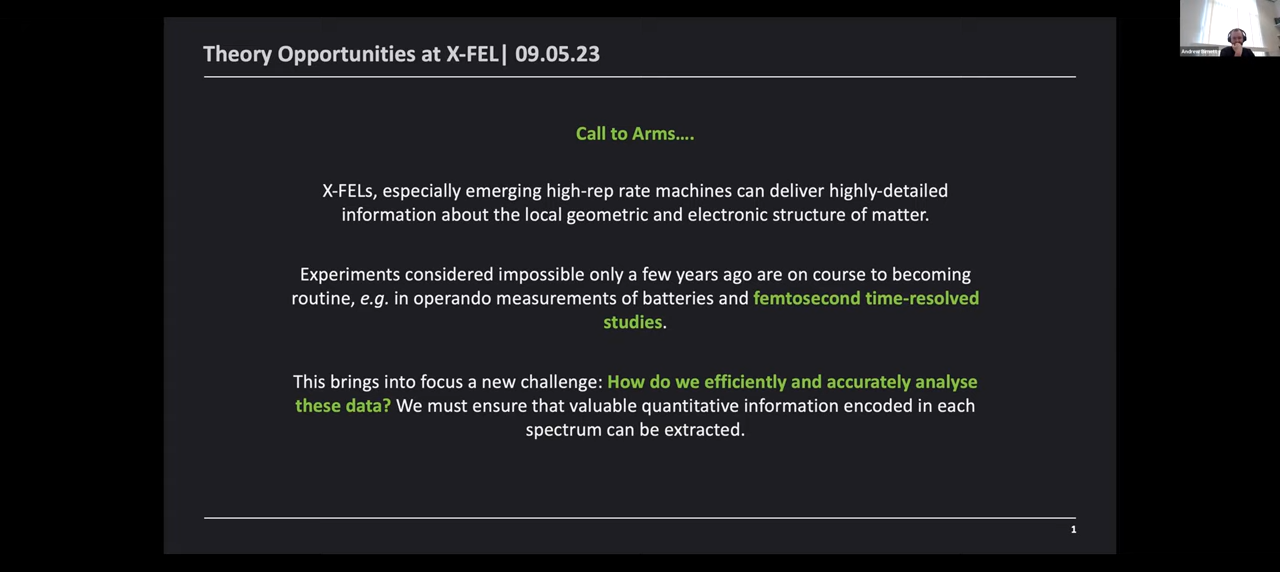 Theory Opportunities at X-FEL| 09.05.23
Call to Arms....
X-FELs, especially emerging high-rep rate machines can deliver highly-detailed
information about the local geometric and electronic structure of matter.
Experiments considered impossible only a few years ago are on course to becoming
routine, e.g. in operando measurements of batteries and femtosecond time-resolved
studies.
This brings into focus a new challenge: How do we efficiently and accurately analyse
these data? We must ensure that valuable quantitative information encoded in each
spectrum can be extracted.
1